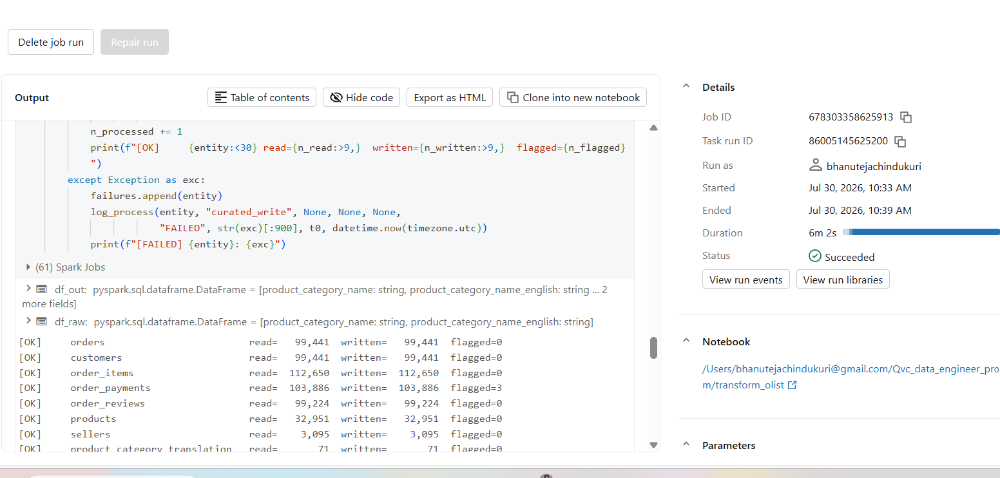 Delete job run
Repair run
Output
Table of contents
Hide code
Export as HTML
Clone into new notebook
n_processed += 1
print(f"[OK]     {entity:<30} read={n_read:>9,}  written={n_written:>9,}  flagged={n_flagged}
")
except Exception as exc:
failures.append(entity)
log_process(entity, "curated_write", None, None, None,
"FAILED", str(exc)[:900], t0, datetime.now(timezone.utc))
print(f"[FAILED] {entity}: {exc}")
(61) Spark Jobs
df_out: pyspark.sql.dataframe.DataFrame = [product_category_name: string, product_category_name_english: string ... 2
more fields]
df_raw: pyspark.sql.dataframe.DataFrame = [product_category_name: string, product_category_name_english: string]
[OK]     orders                         read=   99,441  written=   99,441  flagged=0
[OK]     customers                      read=   99,441  written=   99,441  flagged=0
[OK]     order_items                    read=  112,650  written=  112,650  flagged=0
[OK]     order_payments                 read=  103,886  written=  103,886  flagged=3
[OK]     order_reviews                  read=   99,224  written=   99,224  flagged=0
[OK]     products                       read=   32,951  written=   32,951  flagged=0
[OK]     sellers                        read=    3,095  written=    3,095  flagged=0
[OK]     product_category_translation   read=       71  written=       71  flagged=0
Details
Job ID 678303358625913
Task run ID 86005145625200
Run as bhanutejachindukuri
Started Jul 30, 2026, 10:33 AM
Ended Jul 30, 2026, 10:39 AM
Duration 6m 2s
Status Succeeded
View run events
View run libraries
Notebook
/Users/bhanutejachindukuri@gmail.com/Qvc_data_engineer_pro
m/transform_olist
Parameters